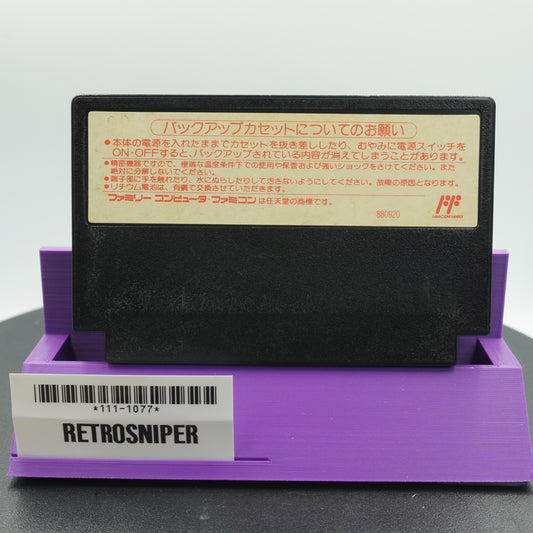 バックアップカセットについてのお願い
●本体の電源を入れたままでカセットを抜き差ししたり、むやみに電源スイッチを
ON・OFFすると、バックアップされている内容が消えてしまうことがあります。
●精密機器ですので、極端な温度条件下での使用や保管および強いショックをさけてください。また
絶対に分解しないでください。
●端子部に手を触れたり、水にぬらしたりして汚さないようにしてください。故障の原因となります。
●リチウム電池は、有償で交換させていただきます。
ファミリー コンピュータ・ファミコン は任天堂の商標です。
880920
FAMICOM FAMILY
*111-1077*
RETROSNIPER